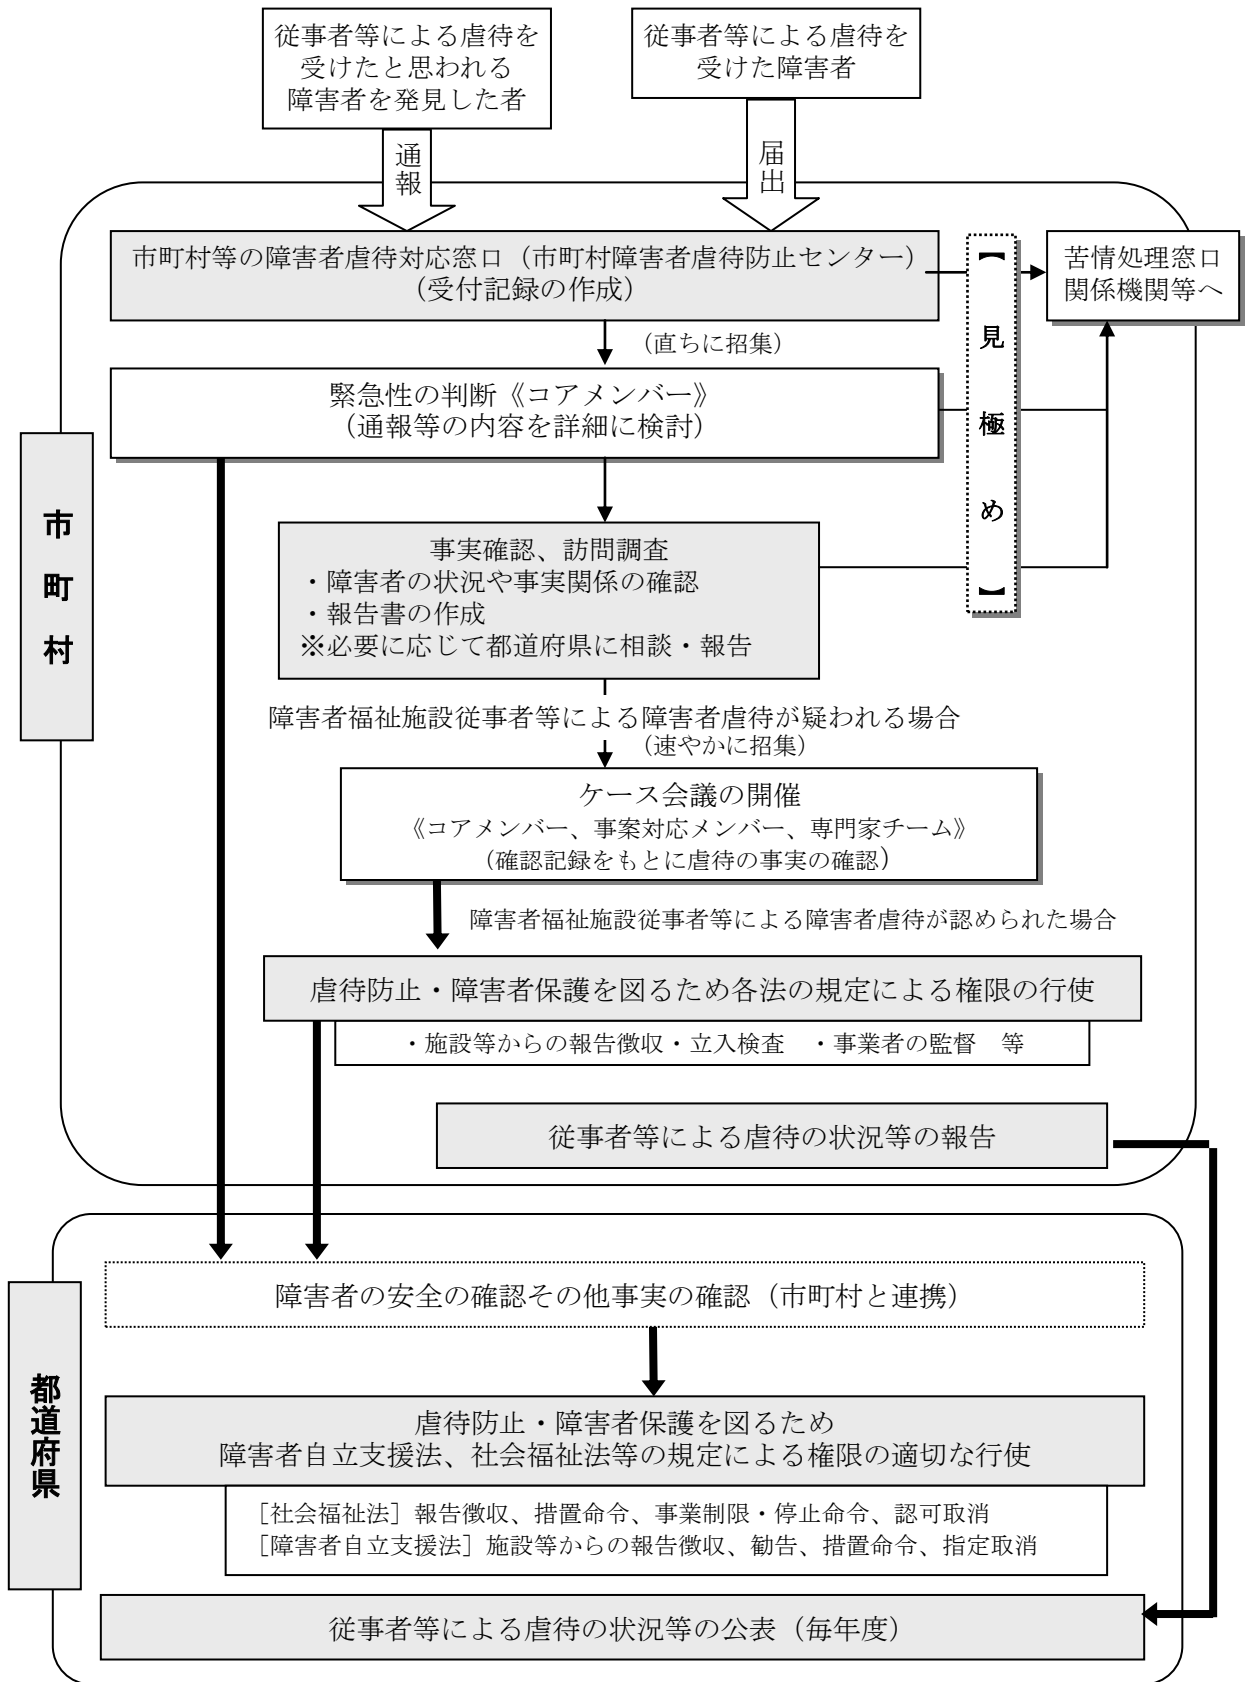 従事者等による虐待を
受けたと思われる
障害者を発見した者
従事者等による虐待を
受けた障害者
通報
届出
市町村等の障害者虐待対応窓口（市町村障害者虐待防止センター）
（受付記録の作成）
【見極め】
苦情処理窓口
関係機関等へ
（直ちに招集）
緊急性の判断《コアメンバー》
（通報等の内容を詳細に検討）
市町村
事実確認、訪問調査
・障害者の状況や事実関係の確認
・報告書の作成
※必要に応じて都道府県に相談・報告
障害者福祉施設従事者等による障害者虐待が疑われる場合
（速やかに招集）
ケース会議の開催
《コアメンバー、事案対応メンバー、専門家チーム》
（確認記録をもとに虐待の事実の確認）
障害者福祉施設従事者等による障害者虐待が認められた場合
虐待防止・障害者保護を図るため各法の規定による権限の行使
・施設等からの報告徴収・立入検査　・事業者の監督　等
従事者等による虐待の状況等の報告
都道府県
障害者の安全の確認その他事実の確認（市町村と連携）
虐待防止・障害者保護を図るため
障害者自立支援法、社会福祉法等の規定による権限の適切な行使
［社会福祉法］報告徴収、措置命令、事業制限・停止命令、認可取消
［障害者自立支援法］施設等からの報告徴収、勧告、措置命令、指定取消
従事者等による虐待の状況等の公表（毎年度）